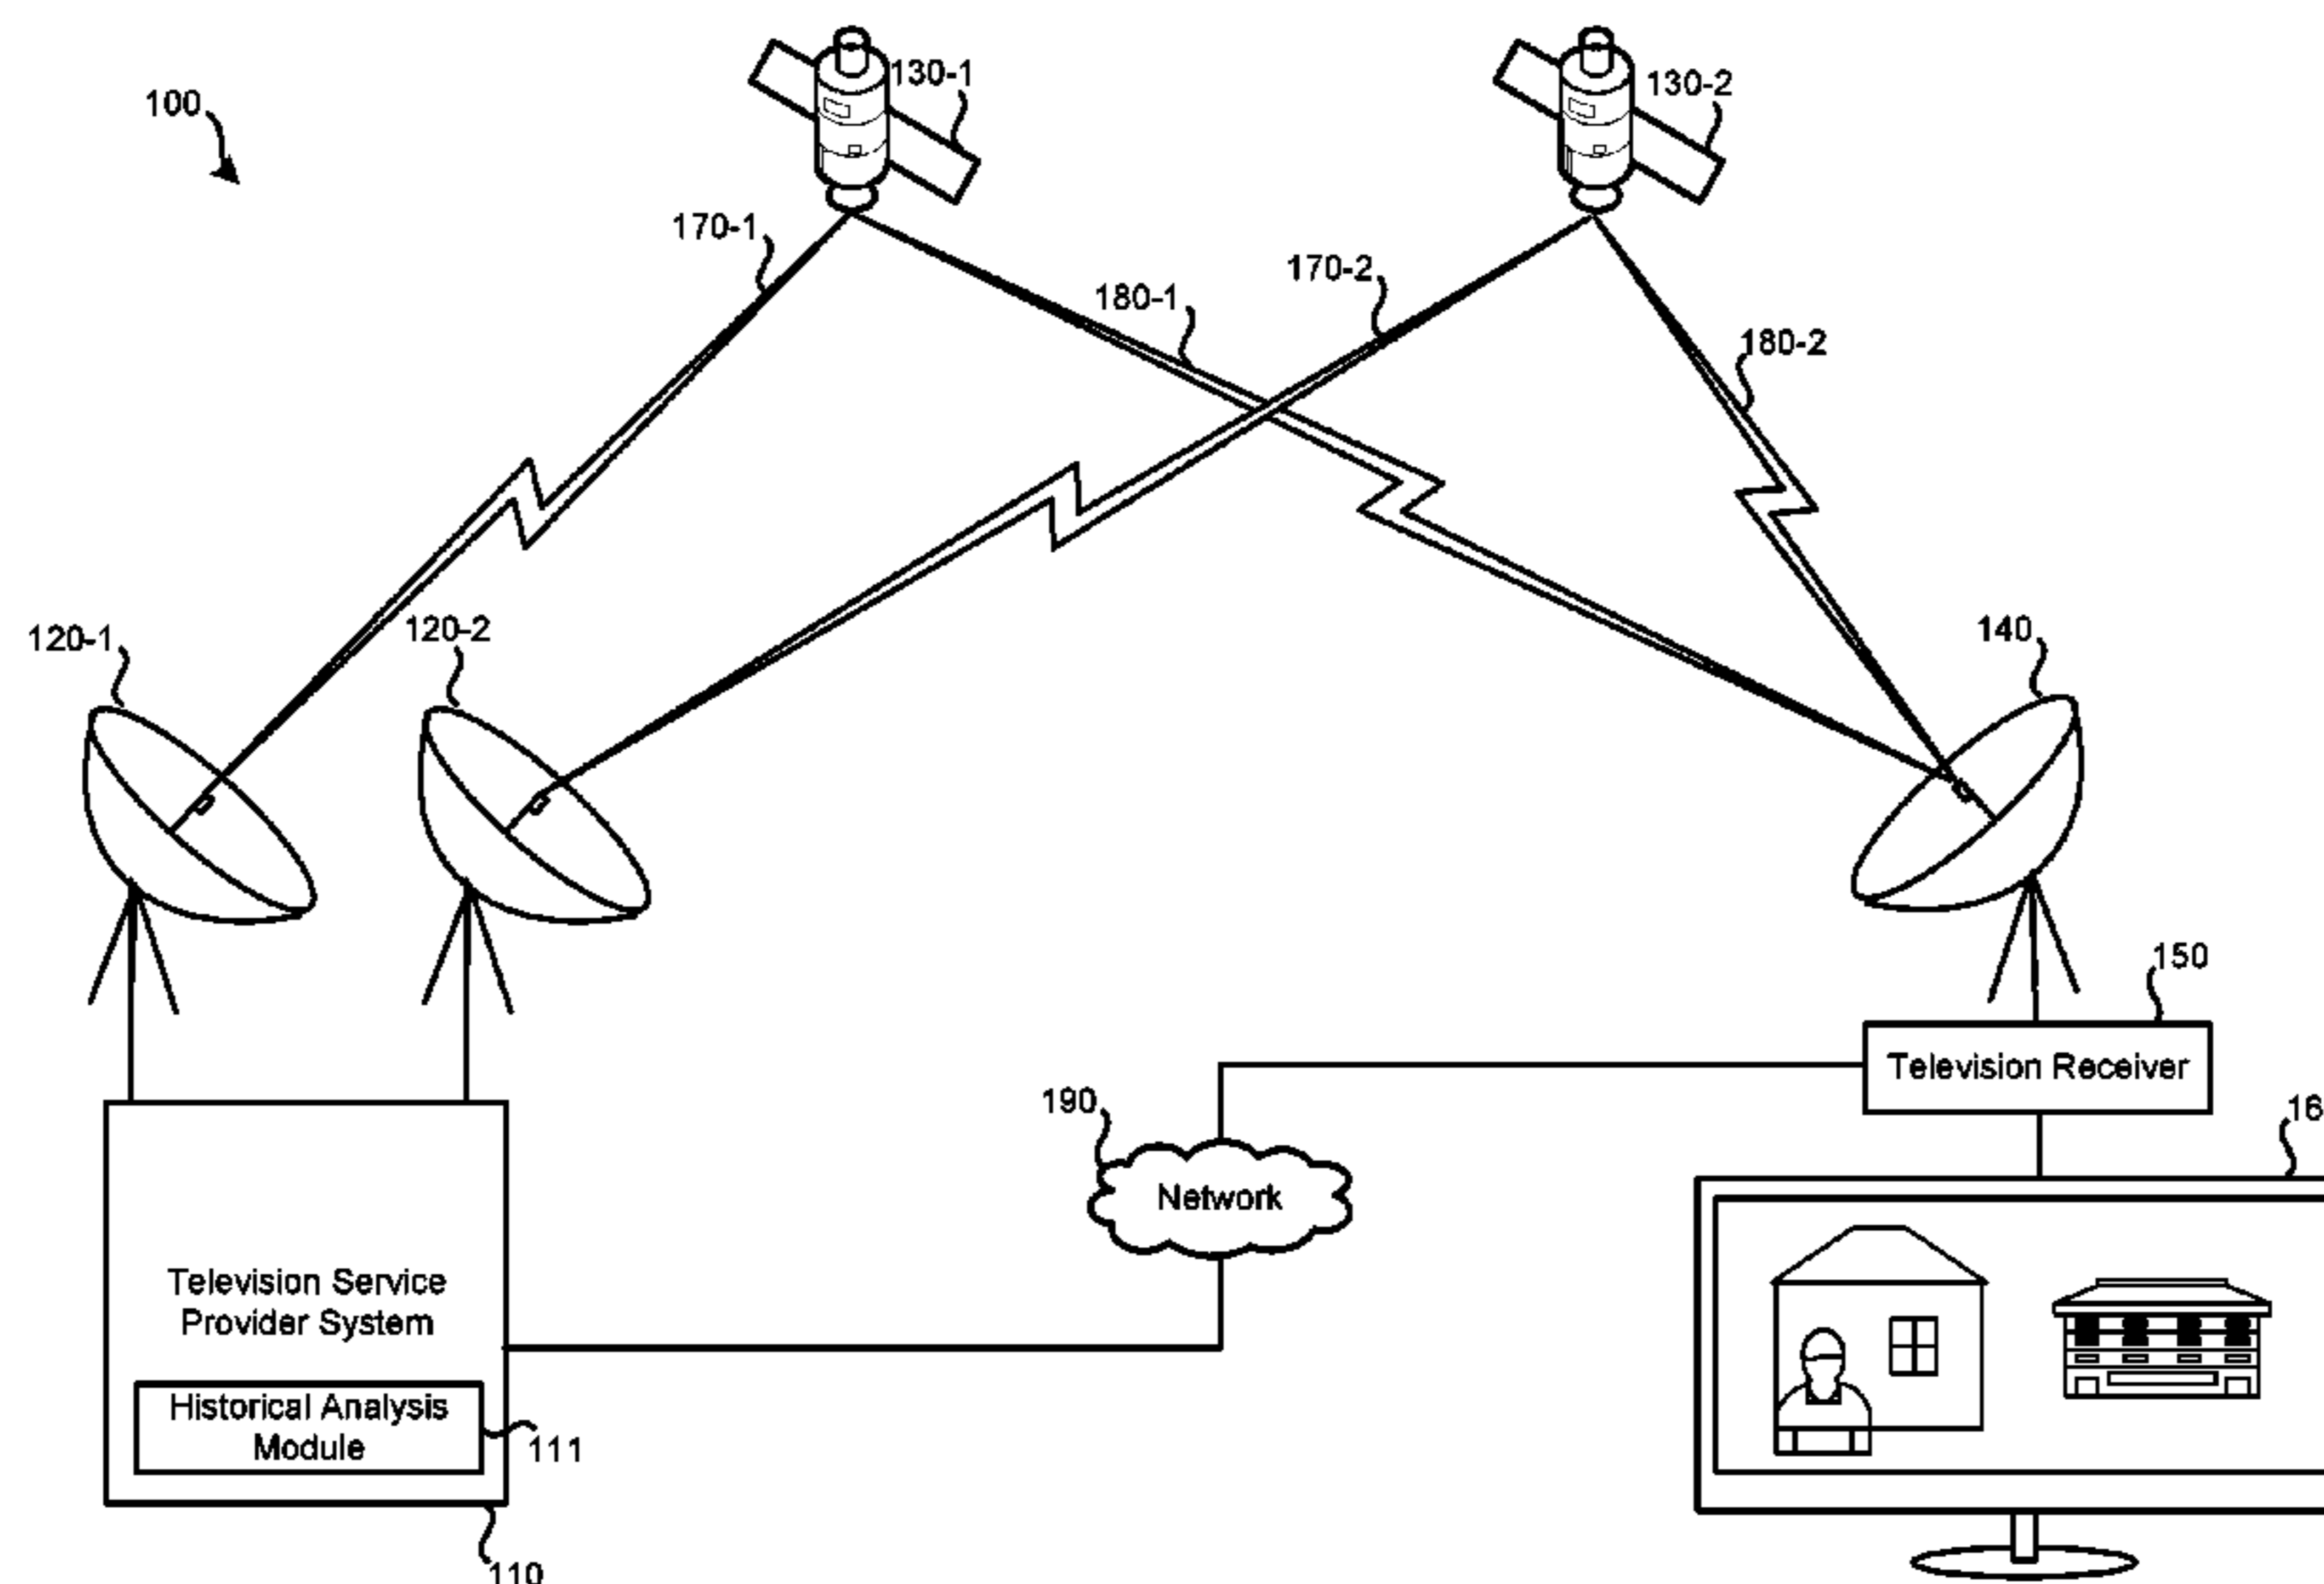 130-1
130-2
100
170-1
170-2
180-1
180-2
120-1
120-2
140
150
Television Receiver
190
16
Network
Television Service
Provider System
Historical Analysis
Module
111
110